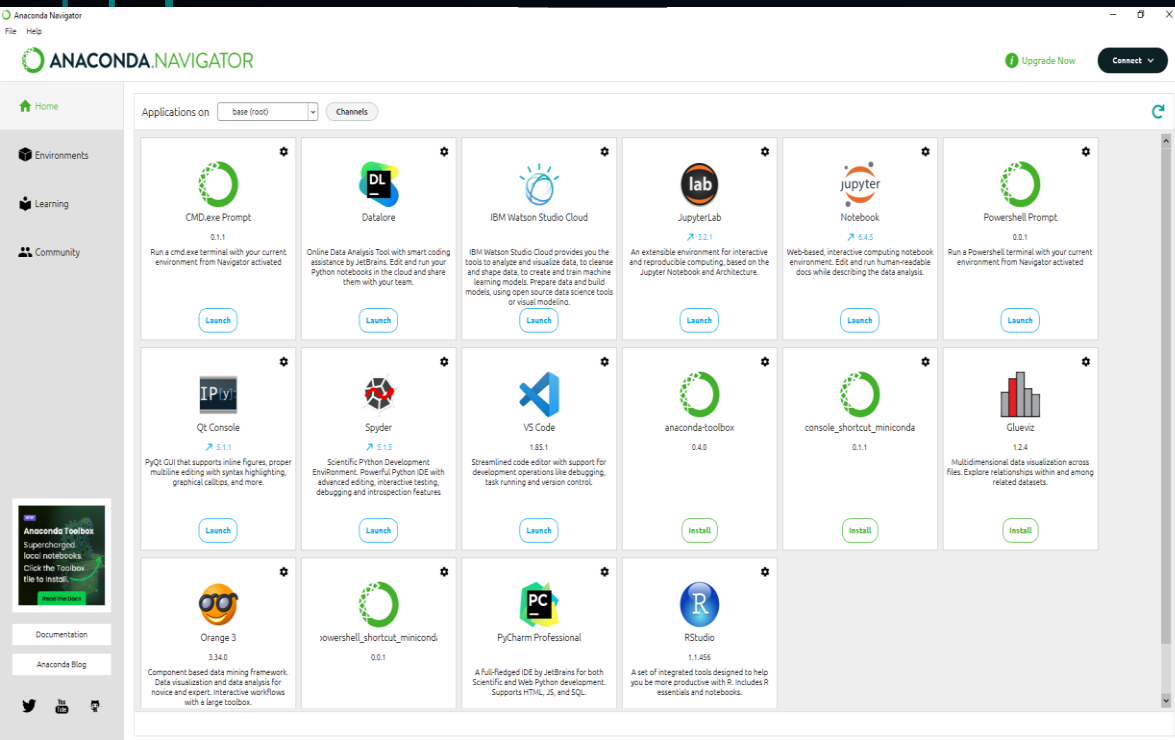 Anaconda Navigator
File Help
ANACONDA.NAVIGATOR
Upgrade Now
Connect
Home
Environments
Learning
Community
Applications on
base (root)
Channels
CMD.exe Prompt
0.1.1
Run a cmd.exe terminal with your current
environment from Navigator activated
Launch
DL
Datalore
Online Data Analysis Tool with smart coding
assistance by JetBrains. Edit and run your
Python notebooks in the cloud and share
them with your team.
Launch
IBM Watson Studio Cloud
IBM Watson Studio Cloud provides you the
tools to analyze and visualize data, to cleanse
and shape data, to create and train machine
learning models. Prepare data and build
models, using open source data science tools
or visual modeling.
Launch
lab
JupyterLab
3.2.1
An extensible environment for interactive
and reproducible computing, based on the
Jupyter Notebook and Architecture.
Launch
jupyter
Notebook
6.4.5
Web-based, interactive computing notebook
environment. Edit and run human-readable
docs while describing the data analysis.
Launch
Powershell Prompt
0.0.1
Run a Powershell terminal with your current
environment from Navigator activated
Launch
IP[y]:
Qt Console
5.1.1
PyQt GUI that supports inline figures, proper
multiline editing with syntax highlighting,
graphical calltips, and more.
Launch
Spyder
5.1.5
Scientific PYthon Development
EnviRonment. Powerful Python IDE with
advanced editing, interactive testing,
debugging and introspection features
Launch
VS Code
1.85.1
Streamlined code editor with support for
development operations like debugging,
task running and version control.
Launch
anaconda-toolbox
0.4.0
Install
console_shortcut_miniconda
0.1.1
Install
Glueviz
1.2.4
Multidimensional data visualization across
files. Explore relationships within and among
related datasets.
Install
Orange 3
3.34.0
Component based data mining framework.
Data visualization and data analysis for
novice and expert. Interactive workflows
with a large toolbox.
powershell_shortcut_miniconda
0.0.1
PC
PyCharm Professional
A full-fledged IDE by JetBrains for both
Scientific and Web Python development.
Supports HTML, JS, and SQL.
R
RStudio
1.1.456
A set of integrated tools designed to help
you be more productive with R. Includes R
essentials and notebooks.
NEW
Anaconda Toolbox
Supercharged
local notebooks.
Click the Toolbox
tile to install.
Read the Docs
Documentation
Anaconda Blog
You
Tube